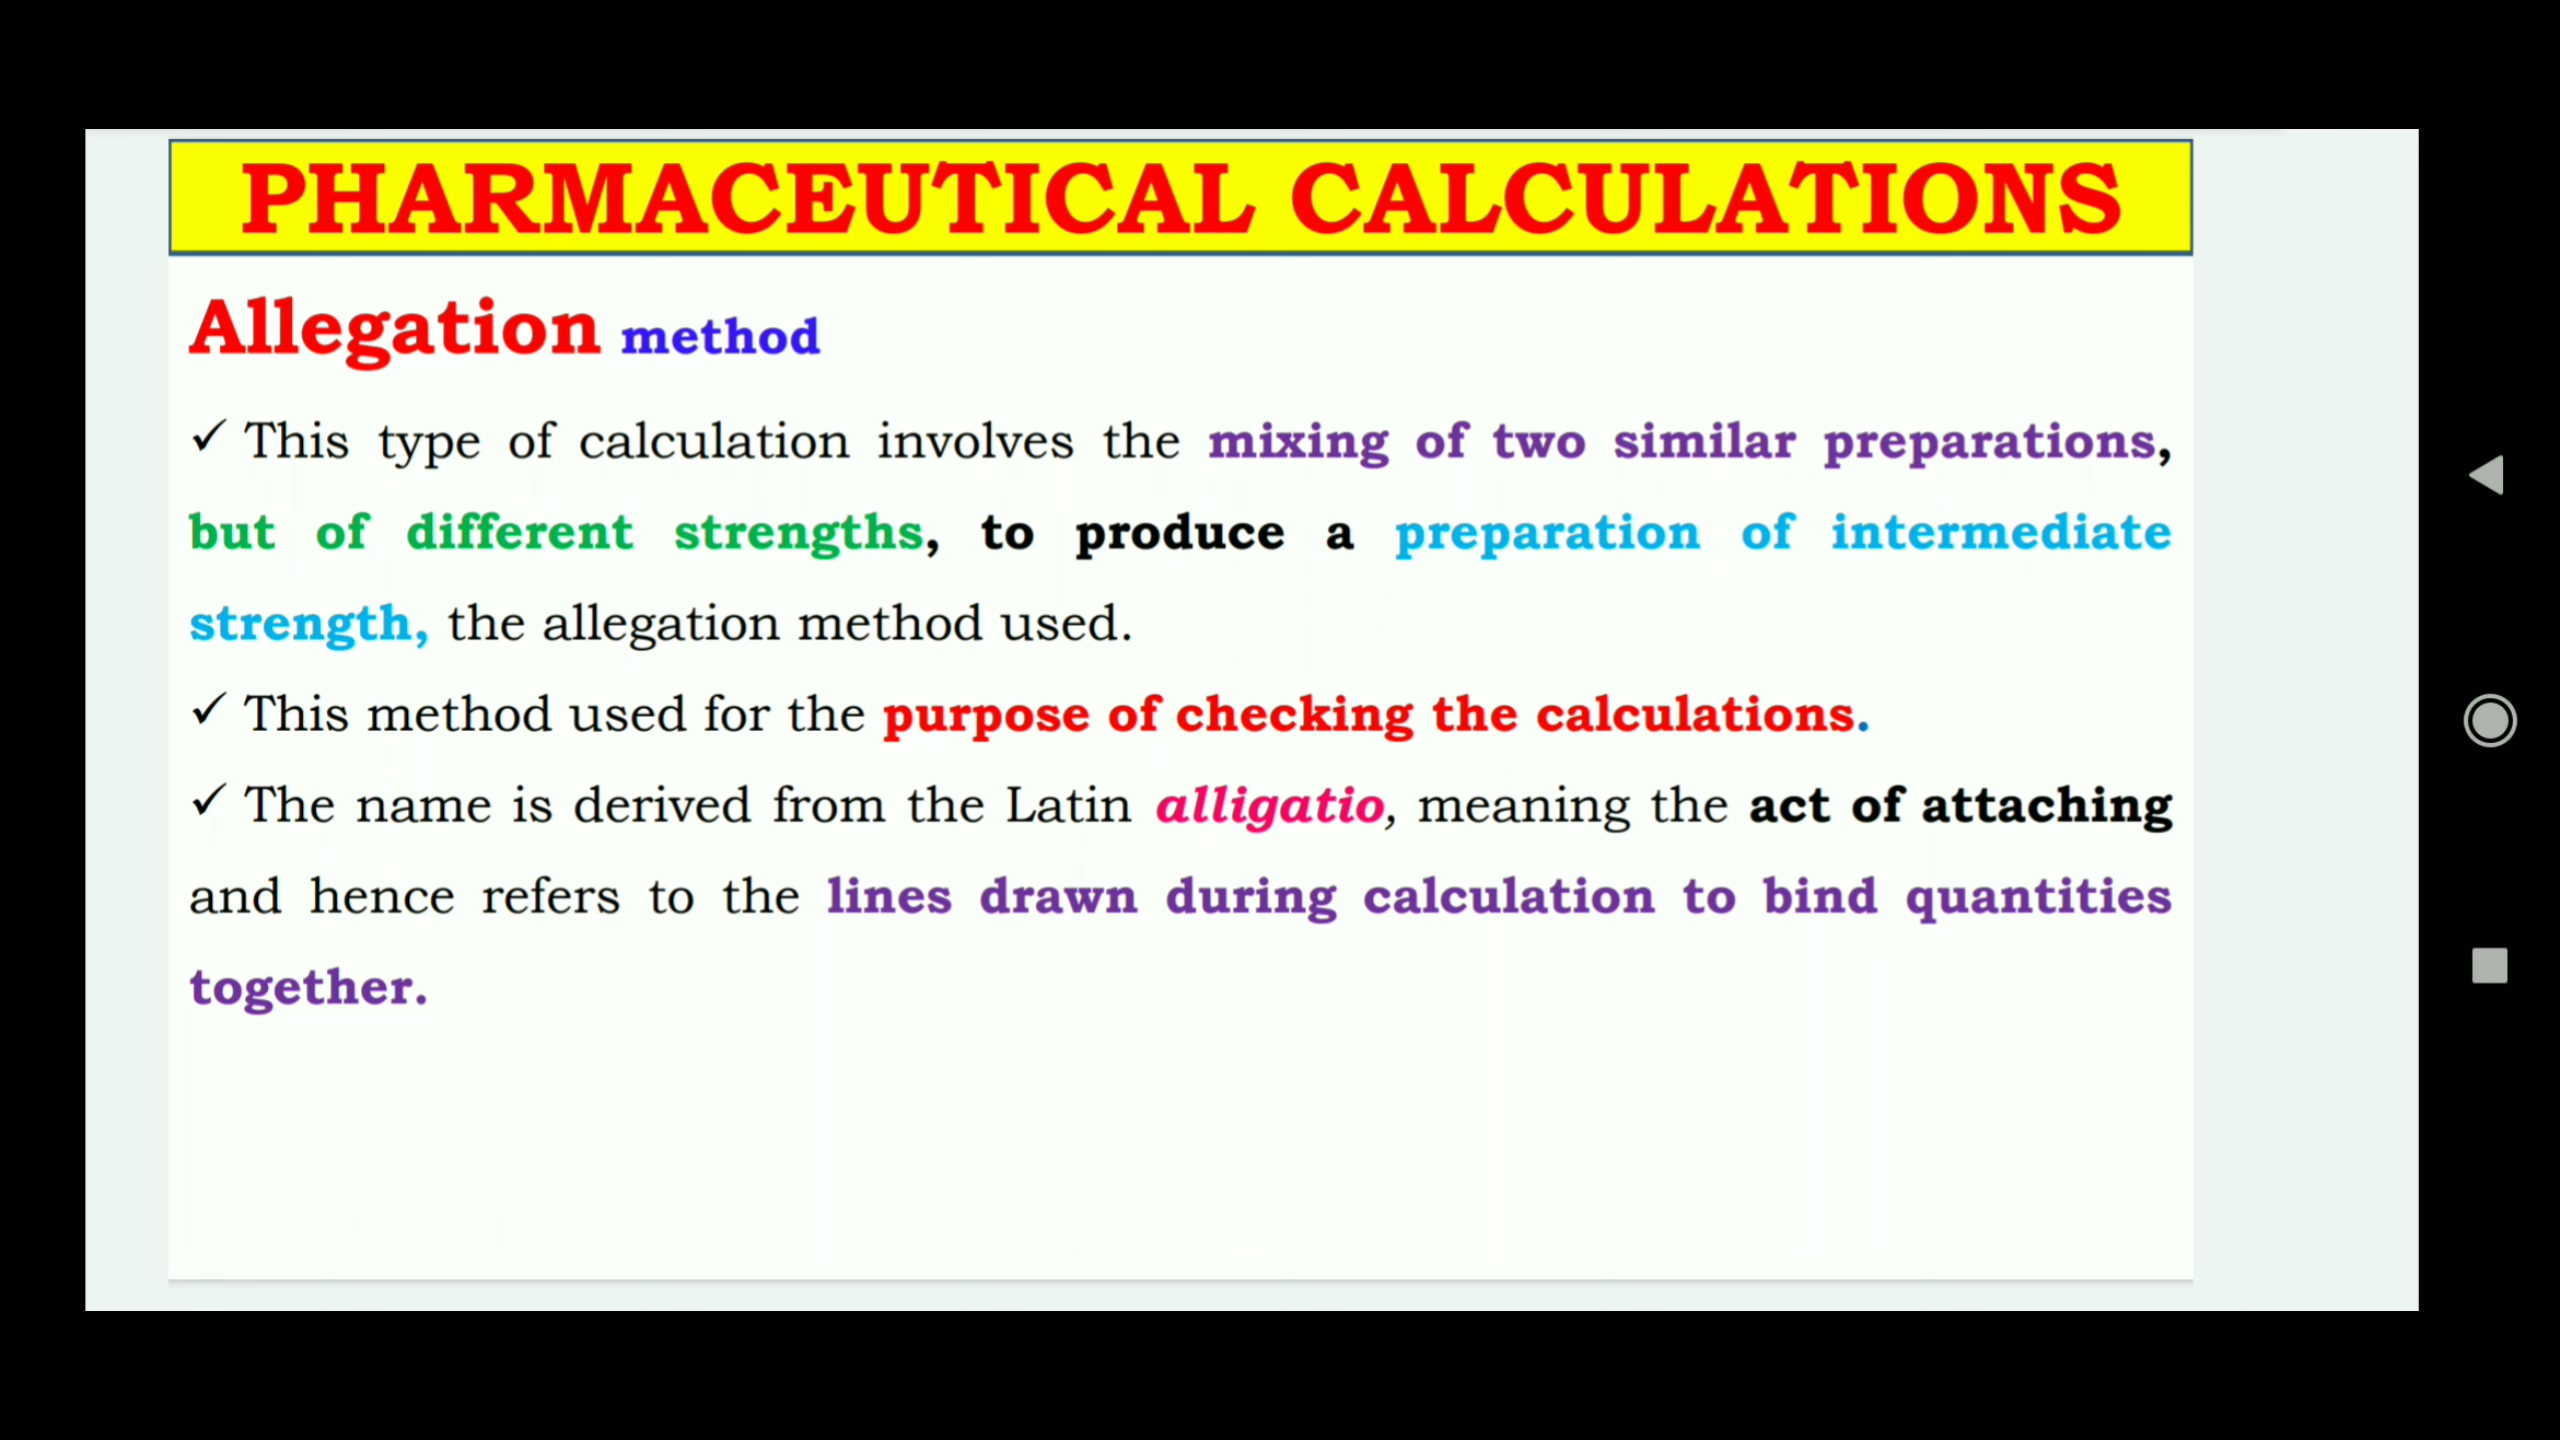 PHARMACEUTICAL CALCULATIONS
Allegation method
✓ This type of calculation involves the mixing of two similar preparations,
but of different strengths, to produce a preparation of intermediate
strength, the allegation method used.
✓ This method used for the purpose of checking the calculations.
✓ The name is derived from the Latin alligatio, meaning the act of attaching
and hence refers to the lines drawn during calculation to bind quantities
together.